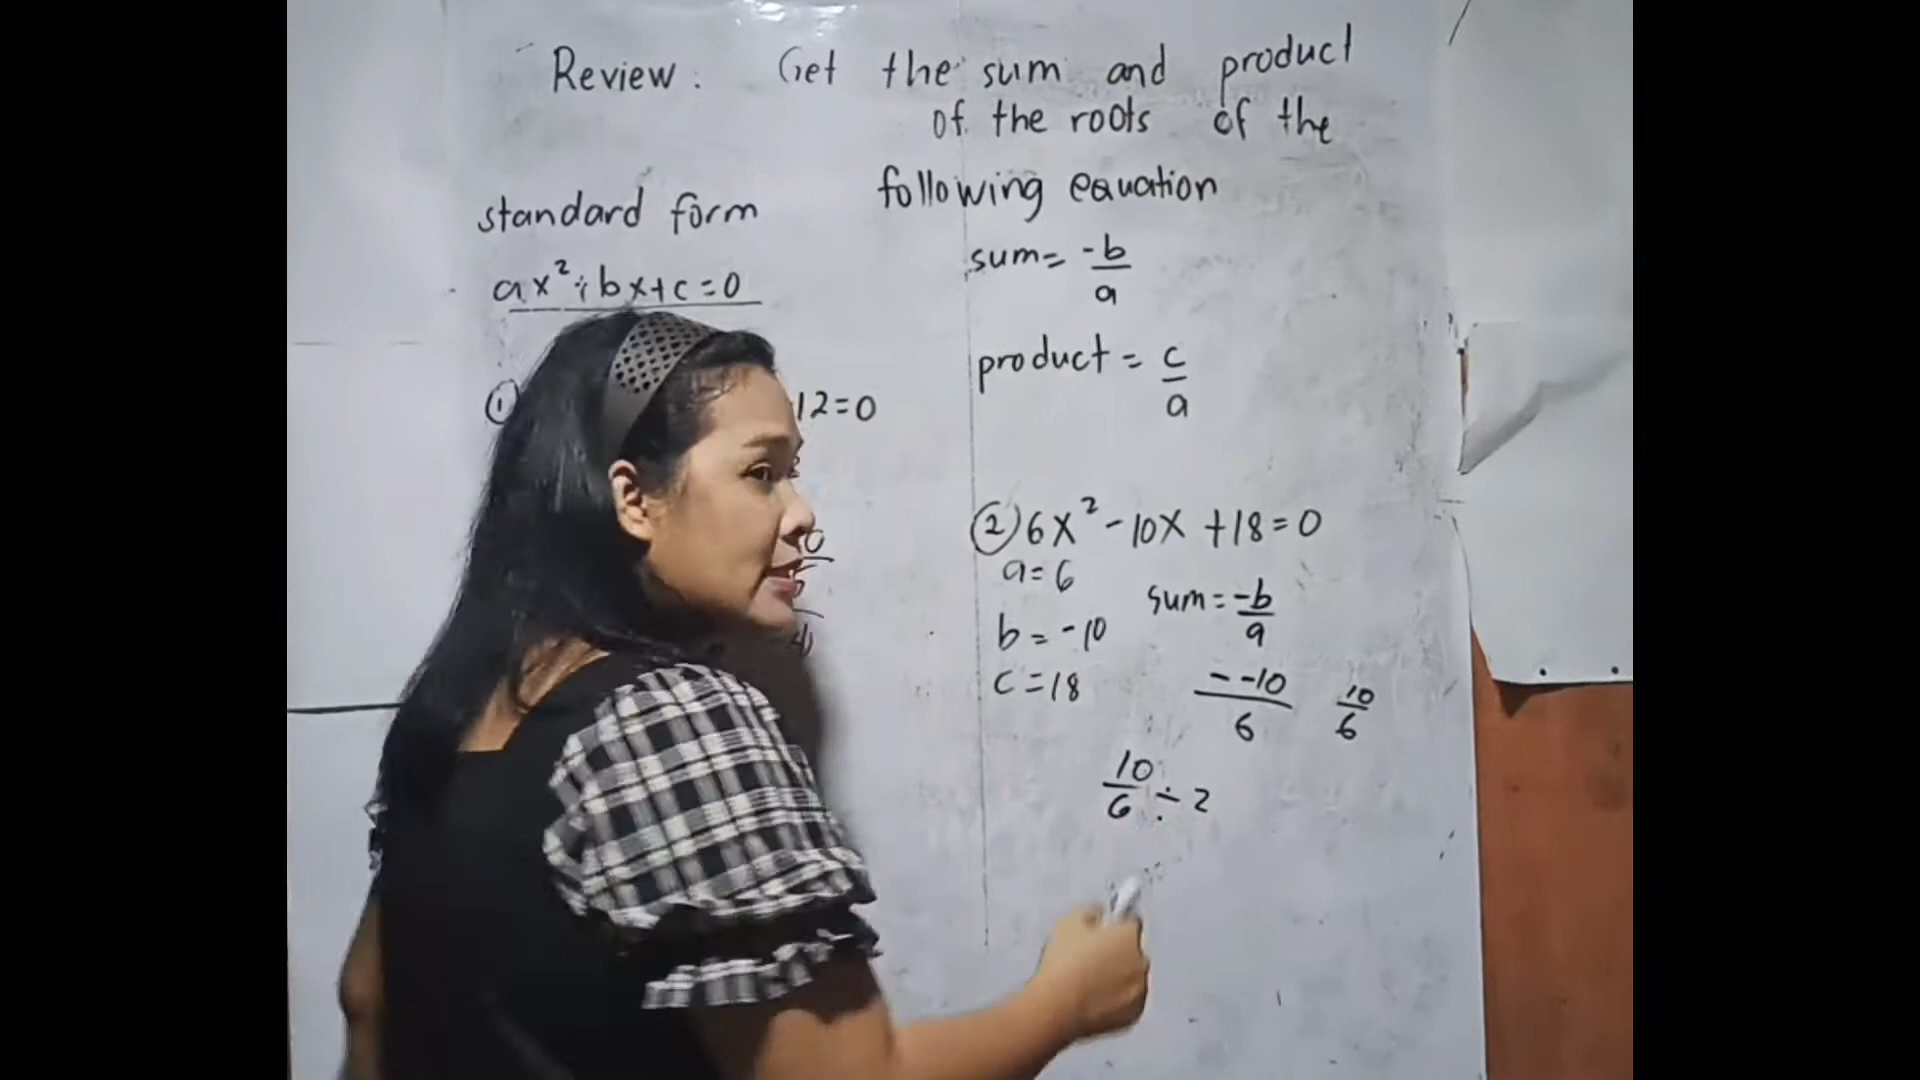 Review: Get the sum and product
of the roots of the
following equation
standard form
ax²+bx+c=0
sum= -b/a
product = c/a
① 12=0
② 6x²-10x +18=0
a=6
b=-10
c=18
sum=-b/a
--10/6 10/6
10/6 ÷ 2